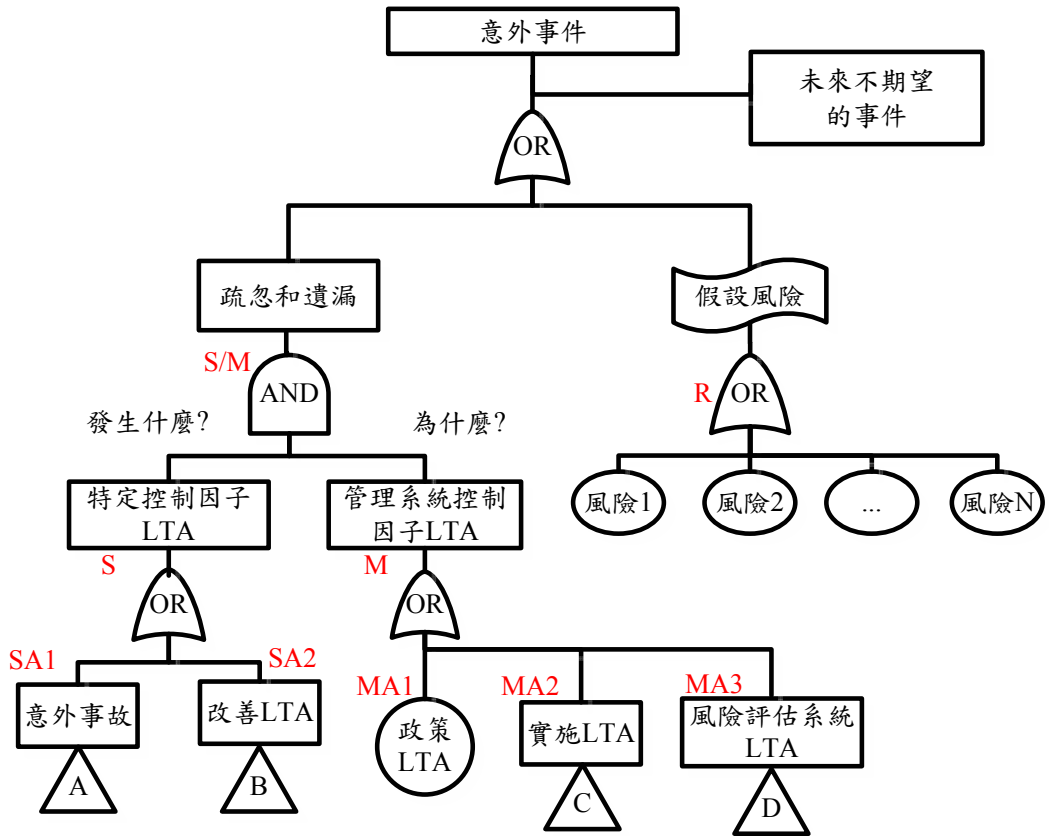 意外事件
未來不期望
的事件
OR
疏忽和遺漏
假設風險
S/M
AND
R
OR
發生什麼?
為什麼?
特定控制因子
LTA
管理系統控制
因子LTA
風險1
風險2
...
風險N
S
M
OR
OR
SA1
SA2
MA1
MA2
MA3
意外事故
改善LTA
政策
LTA
實施LTA
風險評估系統
LTA
A
B
C
D